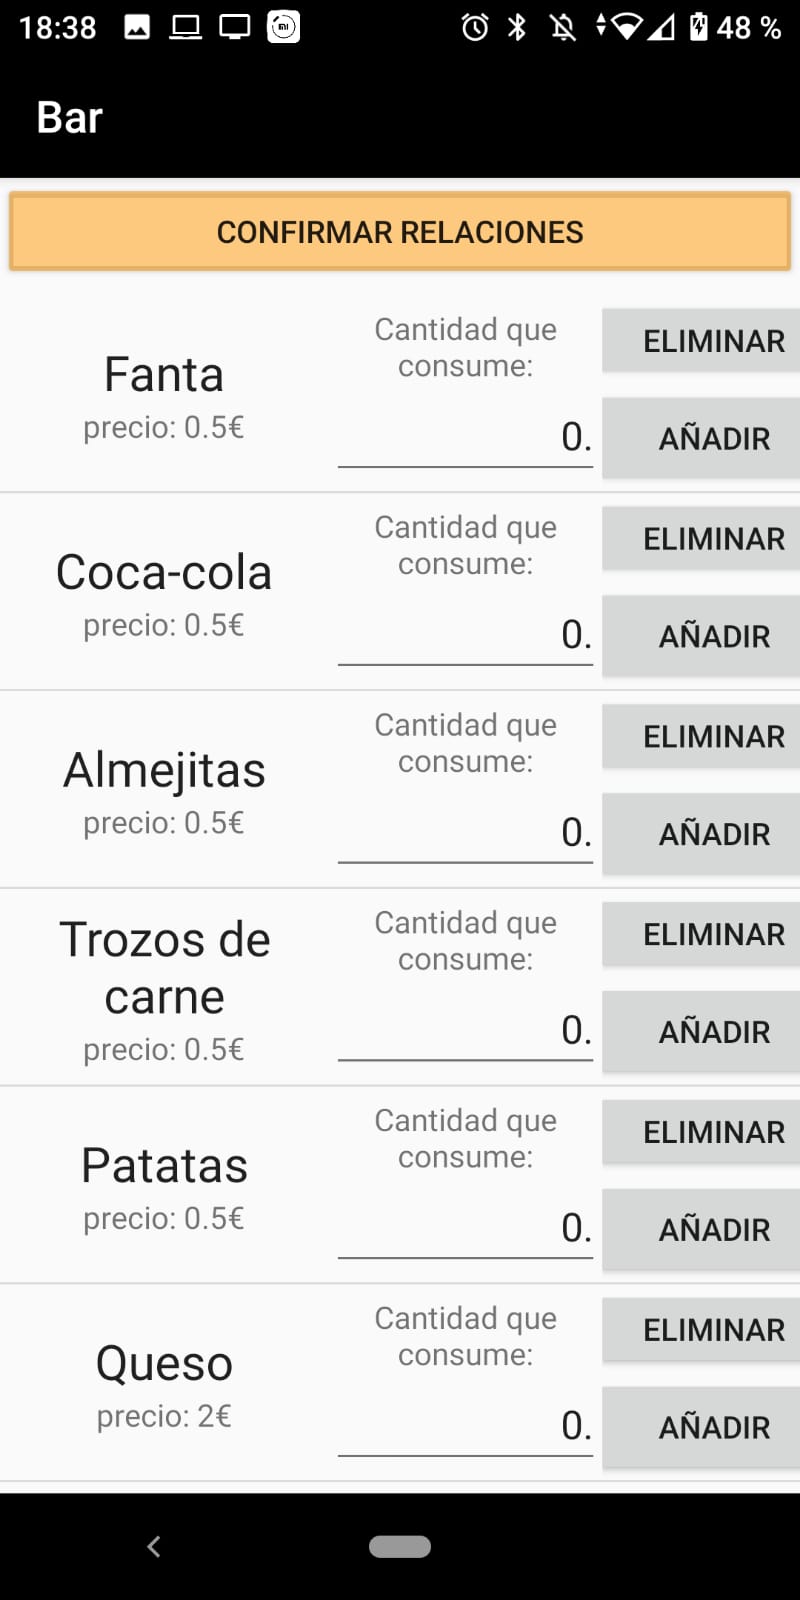 18:38 48 %
Bar
CONFIRMAR RELACIONES
Fanta
precio: 0.5€
Cantidad que
consume:
0.
ELIMINAR
AÑADIR
Coca-cola
precio: 0.5€
Cantidad que
consume:
0.
ELIMINAR
AÑADIR
Almejitas
precio: 0.5€
Cantidad que
consume:
0.
ELIMINAR
AÑADIR
Trozos de
carne
precio: 0.5€
Cantidad que
consume:
0.
ELIMINAR
AÑADIR
Patatas
precio: 0.5€
Cantidad que
consume:
0.
ELIMINAR
AÑADIR
Queso
precio: 2€
Cantidad que
consume:
0.
ELIMINAR
AÑADIR